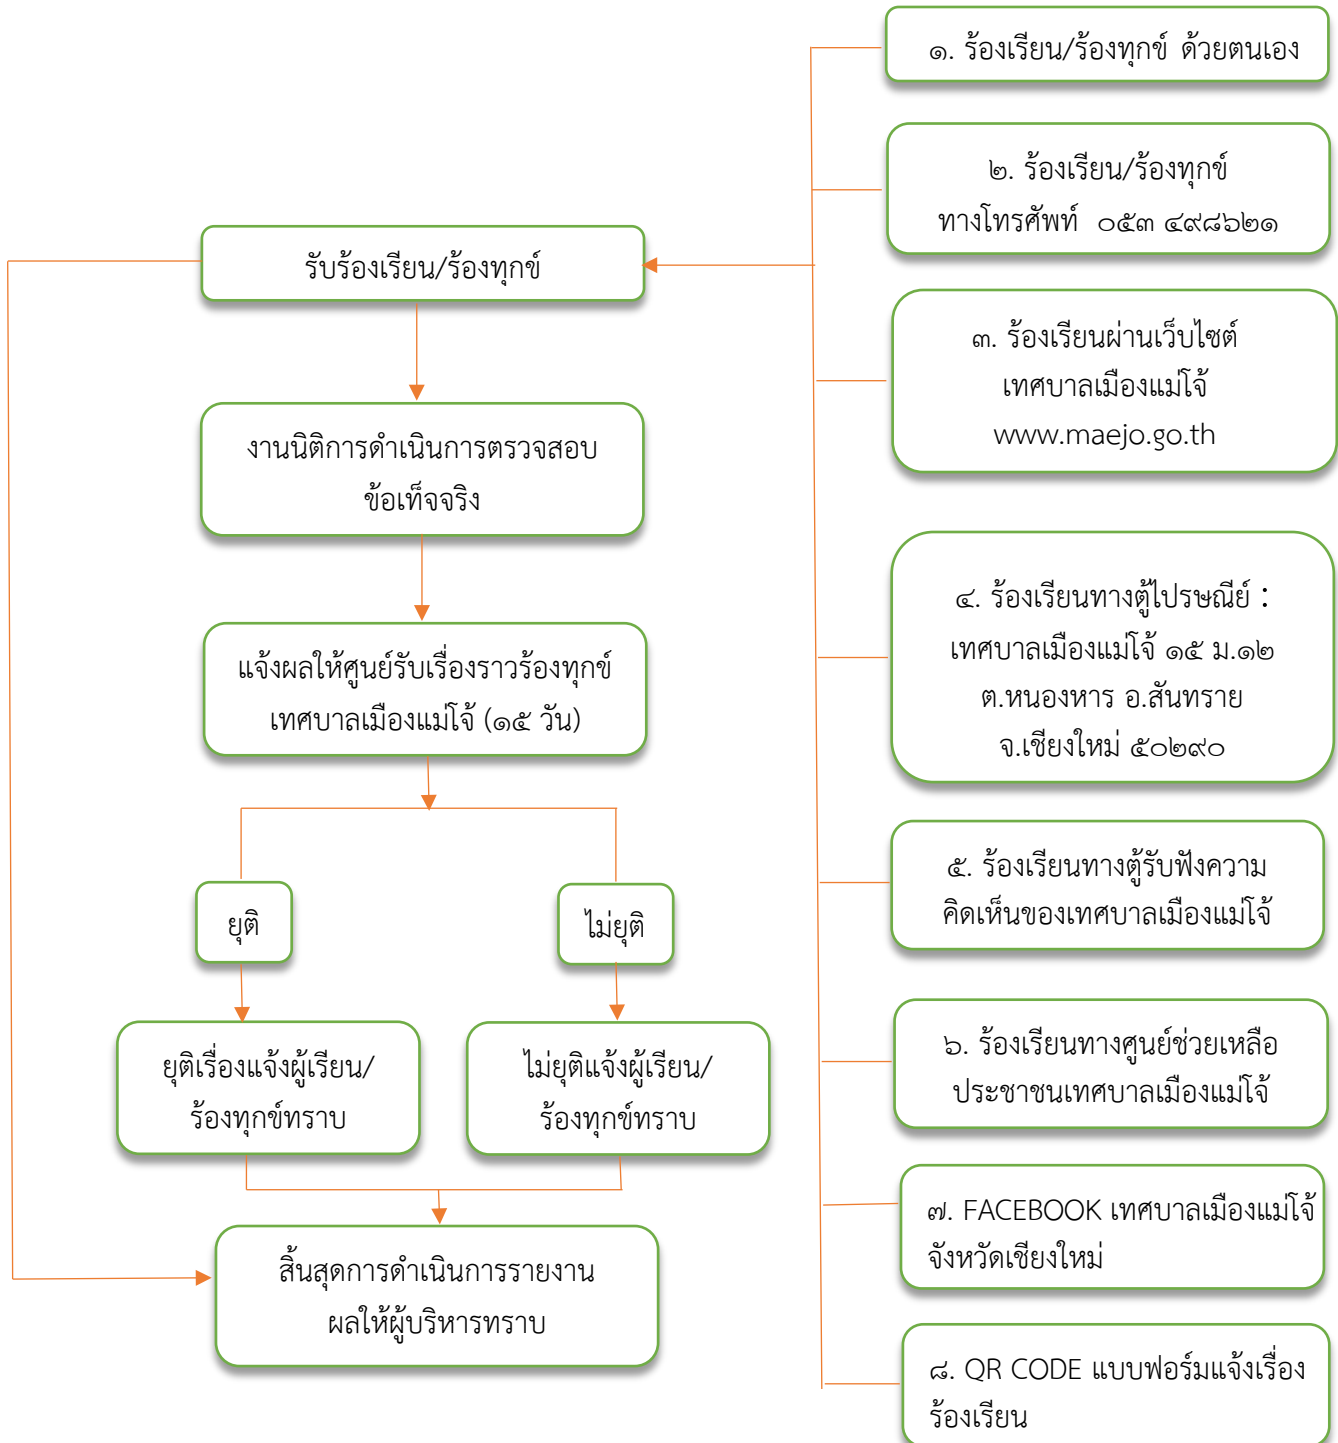 ๑. ร้องเรียน/ร้องทุกข์ ด้วยตนเอง
๒. ร้องเรียน/ร้องทุกข์
ทางโทรศัพท์ ๐๕๓ ๔๙๘๖๒๑
๓. ร้องเรียนผ่านเว็บไซต์
เทศบาลเมืองแม่โจ้
www.maejo.go.th
๔. ร้องเรียนทางตู้ไปรษณีย์ :
เทศบาลเมืองแม่โจ้ ๑๕ ม.๑๒
ต.หนองหาร อ.สันทราย
จ.เชียงใหม่ ๕๐๒๙๐
๕. ร้องเรียนทางตู้รับฟังความ
คิดเห็นของเทศบาลเมืองแม่โจ้
๖. ร้องเรียนทางศูนย์ช่วยเหลือ
ประชาชนเทศบาลเมืองแม่โจ้
๗. FACEBOOK เทศบาลเมืองแม่โจ้
จังหวัดเชียงใหม่
๘. QR CODE แบบฟอร์มแจ้งเรื่อง
ร้องเรียน
รับร้องเรียน/ร้องทุกข์
งานนิติการดำเนินการตรวจสอบ
ข้อเท็จจริง
แจ้งผลให้ศูนย์รับเรื่องราวร้องทุกข์
เทศบาลเมืองแม่โจ้ (๑๕ วัน)
ยุติ
ไม่ยุติ
ยุติเรื่องแจ้งผู้เรียน/
ร้องทุกข์ทราบ
ไม่ยุติแจ้งผู้เรียน/
ร้องทุกข์ทราบ
สิ้นสุดการดำเนินการรายงาน
ผลให้ผู้บริหารทราบ